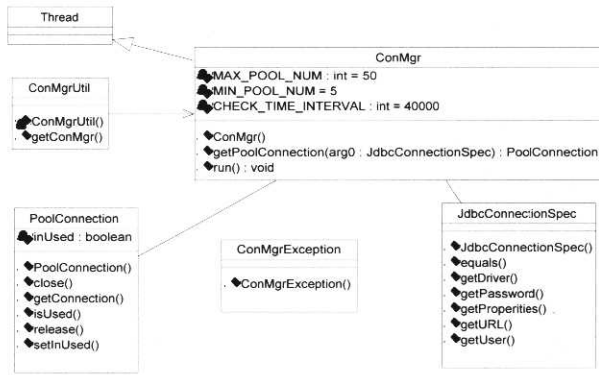 Thread
ConMgr
MAX_POOL_NUM : int = 50
MIN_POOL_NUM = 5
CHECK_TIME_INTERVAL : int = 40000
ConMgr()
getPoolConnection(arg0 : JdbcConnectionSpec) : PoolConnection
run() : void
ConMgrUtil
ConMgrUtil()
getConMgr()
PoolConnection
inUsed : boolean
PoolConnection()
close()
getConnection()
isUsed()
release()
setInUsed()
ConMgrException
ConMgrException()
JdbcConnectionSpec
JdbcConnectionSpec()
equals()
getDriver()
getPassword()
getProperities()
getURL()
getUser()